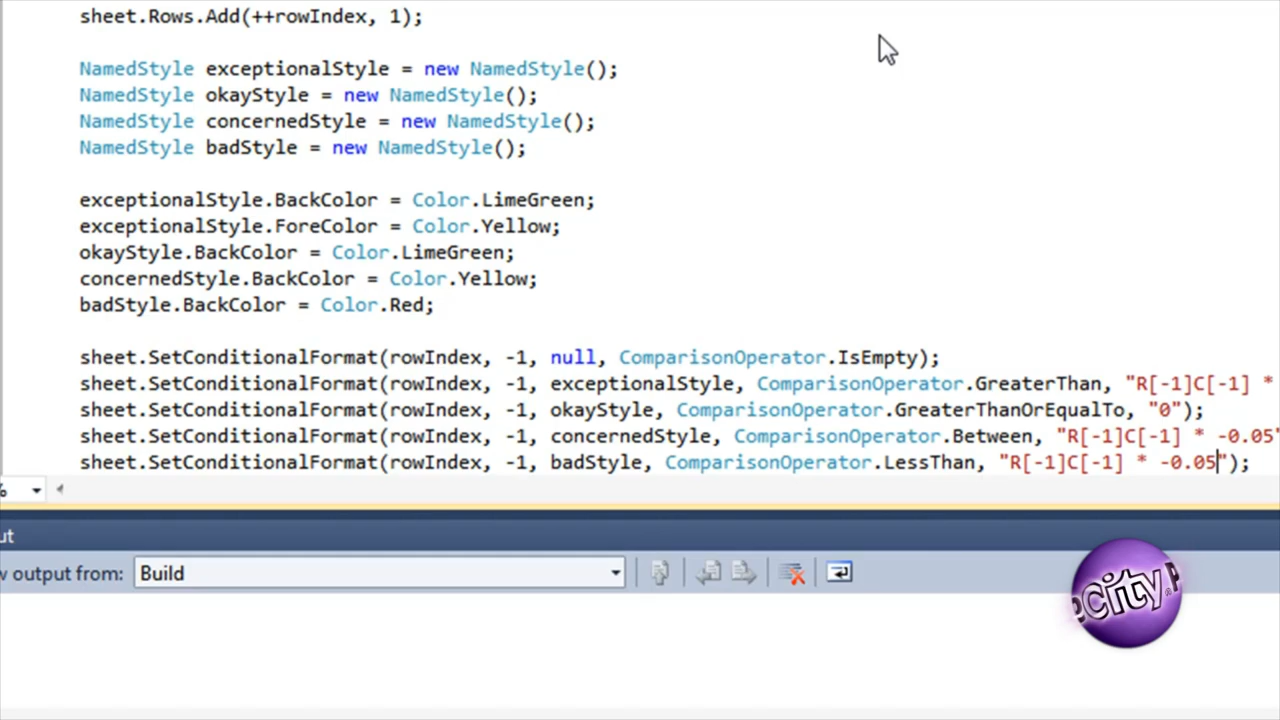 sheet.Rows.Add(++rowIndex, 1);
NamedStyle exceptionalStyle = new NamedStyle();
NamedStyle okayStyle = new NamedStyle();
NamedStyle concernedStyle = new NamedStyle();
NamedStyle badStyle = new NamedStyle();
exceptionalStyle.BackColor = Color.LimeGreen;
exceptionalStyle.ForeColor = Color.Yellow;
okayStyle.BackColor = Color.LimeGreen;
concernedStyle.BackColor = Color.Yellow;
badStyle.BackColor = Color.Red;
sheet.SetConditionalFormat(rowIndex, -1, null, ComparisonOperator.IsEmpty);
sheet.SetConditionalFormat(rowIndex, -1, exceptionalStyle, ComparisonOperator.GreaterThan, "R[-1]C[-1] *
sheet.SetConditionalFormat(rowIndex, -1, okayStyle, ComparisonOperator.GreaterThanOrEqualTo, "0");
sheet.SetConditionalFormat(rowIndex, -1, concernedStyle, ComparisonOperator.Between, "R[-1]C[-1] * -0.05"
sheet.SetConditionalFormat(rowIndex, -1, badStyle, ComparisonOperator.LessThan, "R[-1]C[-1] * -0.05");
%
ut
w output from: Build
City.P